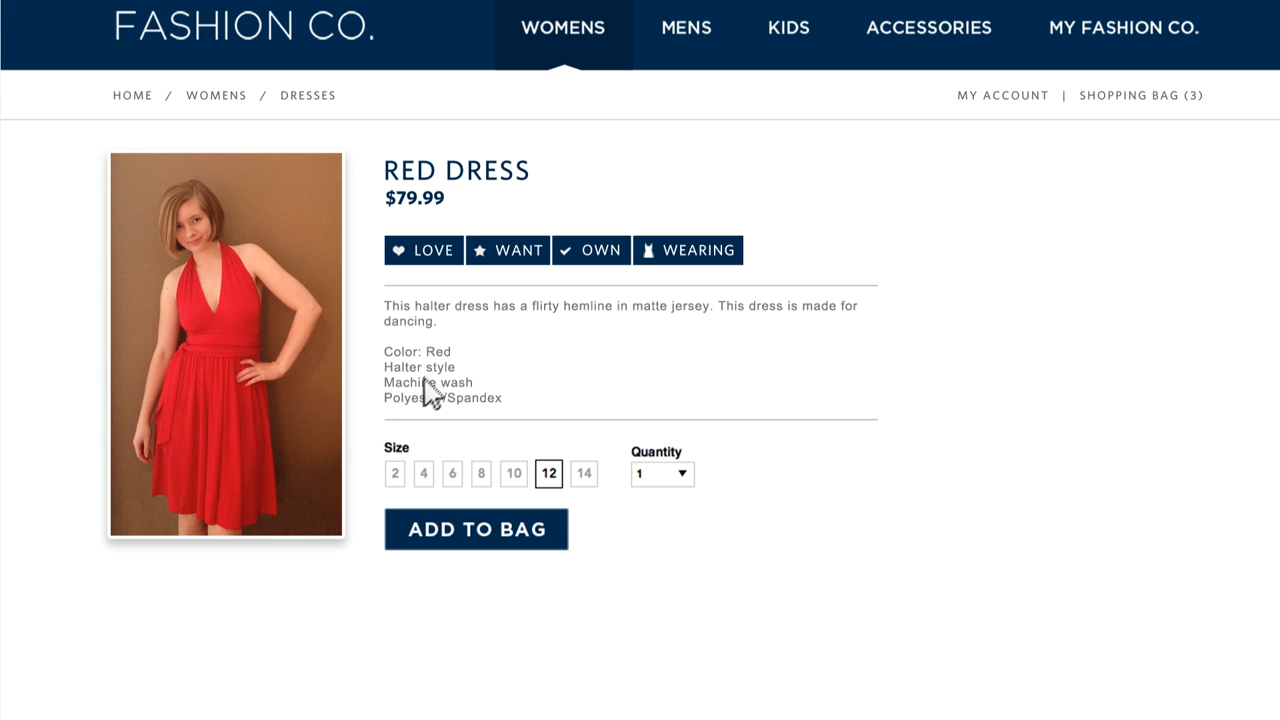 FASHION CO.
WOMENS
MENS
KIDS
ACCESSORIES
MY FASHION CO.
HOME / WOMENS / DRESSES
MY ACCOUNT | SHOPPING BAG (3)
RED DRESS
$79.99
LOVE
WANT
OWN
WEARING
This halter dress has a flirty hemline in matte jersey. This dress is made for
dancing.
Color: Red
Halter style
Machine wash
/Spandex
Size
2 4 6 8 10 12 14
Quantity
1
ADD TO BAG